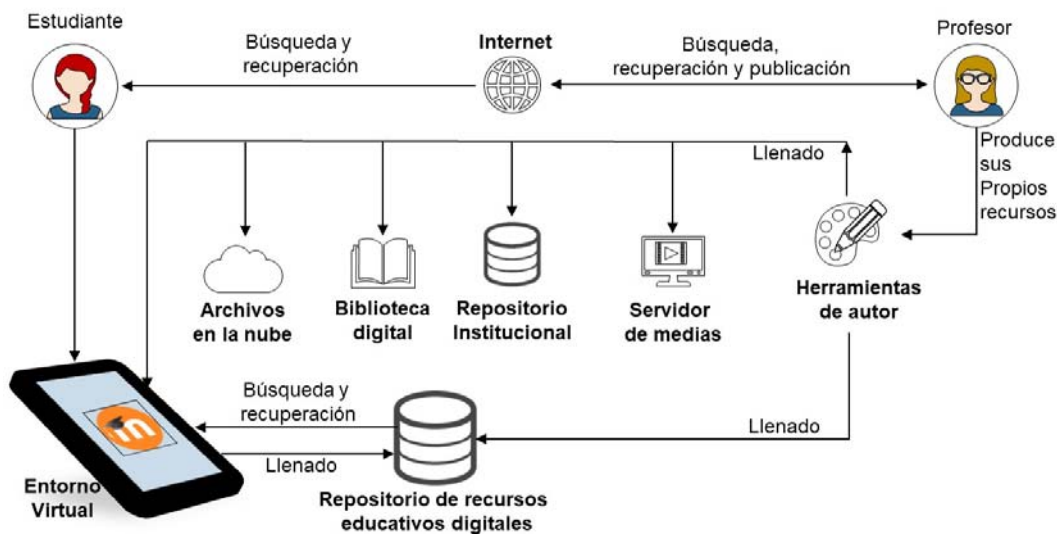 Estudiante
Búsqueda y
recuperación
Internet
Búsqueda,
recuperación y publicación
Profesor
Llenado
Produce
sus
Propios
recursos
Archivos
en la nube
Biblioteca
digital
Repositorio
Institucional
Servidor
de medias
Herramientas
de autor
Búsqueda y
recuperación
Llenado
Llenado
Entorno
Virtual
Repositorio de recursos
educativos digitales